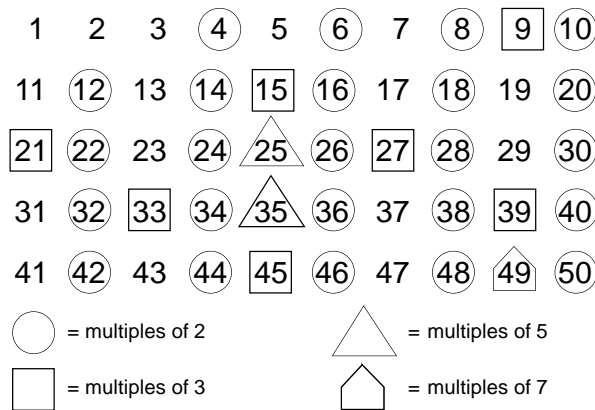 1 2 3 4 5 6 7 8 9 10
11 12 13 14 15 16 17 18 19 20
21 22 23 24 25 26 27 28 29 30
31 32 33 34 35 36 37 38 39 40
41 42 43 44 45 46 47 48 49 50
= multiples of 2 = multiples of 5
= multiples of 3 = multiples of 7